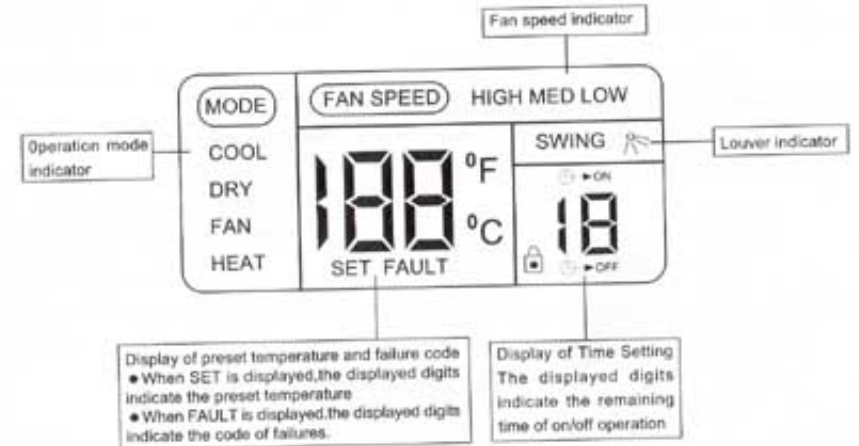 Fan speed indicator
MODE
FAN SPEED HIGH MED LOW
Operation mode
indicator
COOL
DRY
FAN
HEAT
188 °F
°C
SET FAULT
SWING
Louver indicator
►ON
18
►OFF
Display of preset temperature and failure code
● When SET is displayed,the displayed digits
indicate the preset temperature
● When FAULT is displayed,the displayed digits
indicate the code of failures.
Display of Time Setting
The displayed digits
indicate the remaining
time of on/off operation